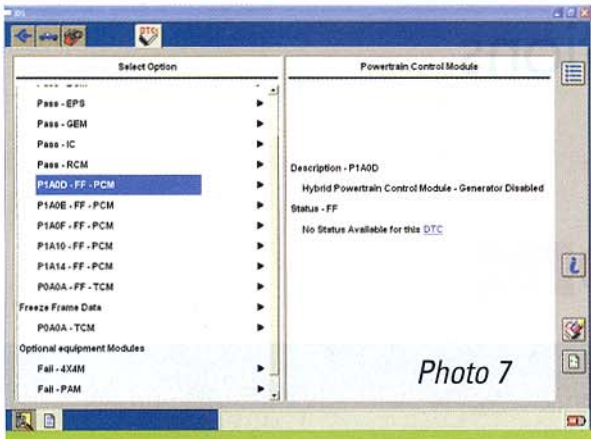 IDS
DTC
Select Option
Pass - EPS
Pass - GEM
Pass - IC
Pass - RCM
P1A0D - FF - PCM
P1A0E - FF - PCM
P1A0F - FF - PCM
P1A10 - FF - PCM
P1A14 - FF - PCM
P0A0A - FF - TCM
Freeze Frame Data
P0A0A - TCM
Optional equipment Modules
Fail - 4X4M
Fail - PAM
Powertrain Control Module
Description - P1A0D
Hybrid Powertrain Control Module - Generator Disabled
Status - FF
No Status Available for this DTC
i
Photo 7